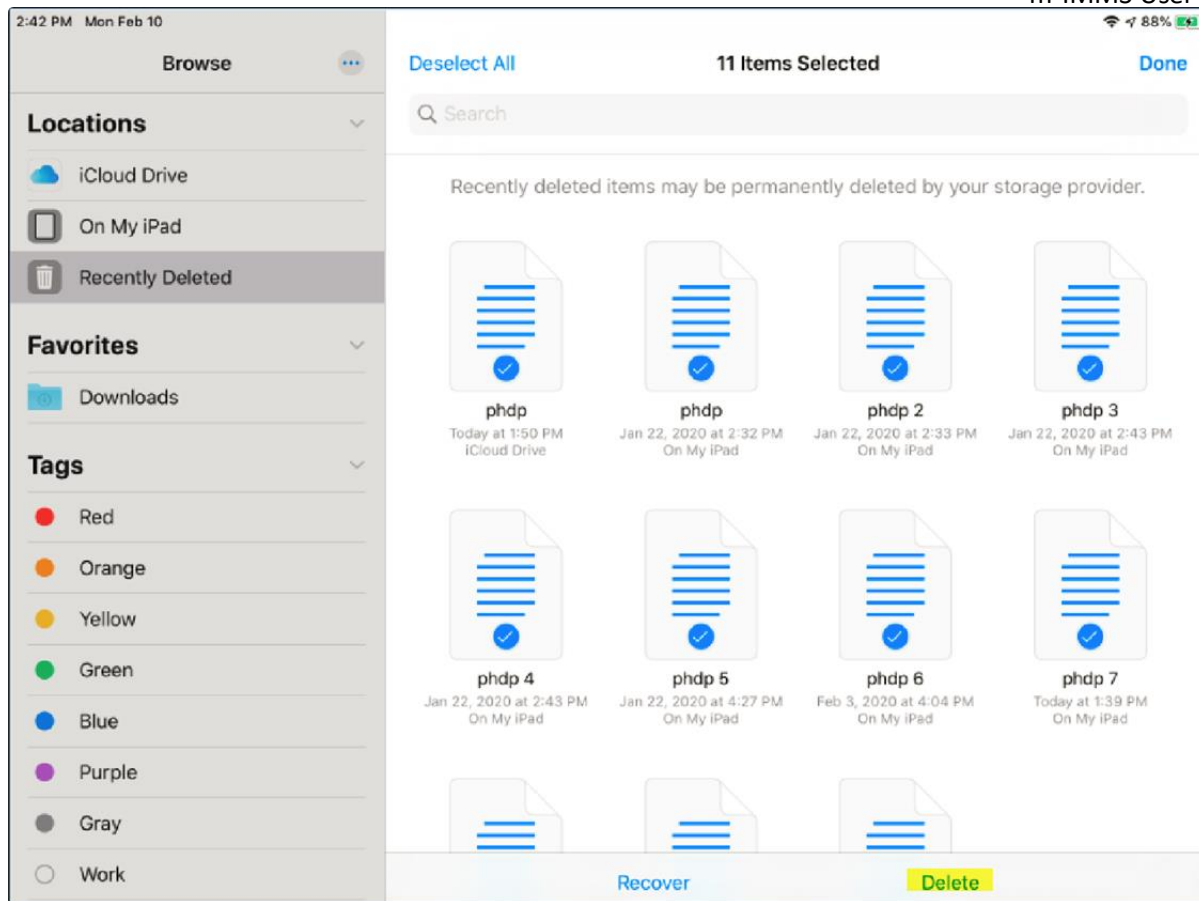 2:42 PM Mon Feb 10
88%
Browse
Locations
iCloud Drive
On My iPad
Recently Deleted
Favorites
Downloads
Tags
Red
Orange
Yellow
Green
Blue
Purple
Gray
Work
Deselect All 11 Items Selected Done
Search
Recently deleted items may be permanently deleted by your storage provider.
phdp
Today at 1:50 PM
iCloud Drive
phdp
Jan 22, 2020 at 2:32 PM
On My iPad
phdp 2
Jan 22, 2020 at 2:33 PM
On My iPad
phdp 3
Jan 22, 2020 at 2:43 PM
On My iPad
phdp 4
Jan 22, 2020 at 2:43 PM
On My iPad
phdp 5
Jan 22, 2020 at 4:27 PM
On My iPad
phdp 6
Feb 3, 2020 at 4:04 PM
On My iPad
phdp 7
Today at 1:39 PM
On My iPad
Recover Delete